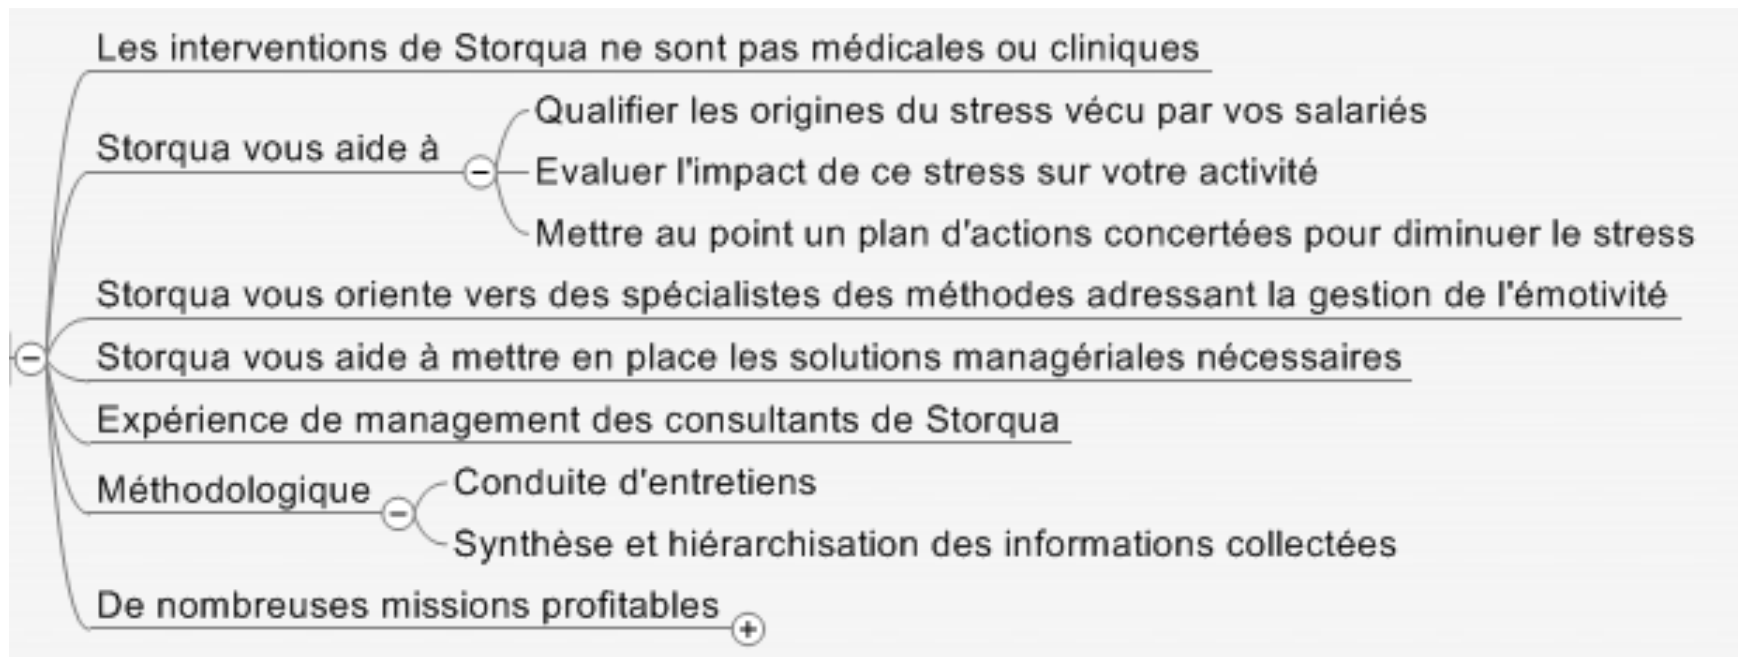 Les interventions de Storqua ne sont pas médicales ou cliniques
Storqua vous aide à
Qualifier les origines du stress vécu par vos salariés
Evaluer l'impact de ce stress sur votre activité
Mettre au point un plan d'actions concertées pour diminuer le stress
Storqua vous oriente vers des spécialistes des méthodes adressant la gestion de l'émotivité
Storqua vous aide à mettre en place les solutions managériales nécessaires
Expérience de management des consultants de Storqua
Méthodologique
Conduite d'entretiens
Synthèse et hiérarchisation des informations collectées
De nombreuses missions profitables